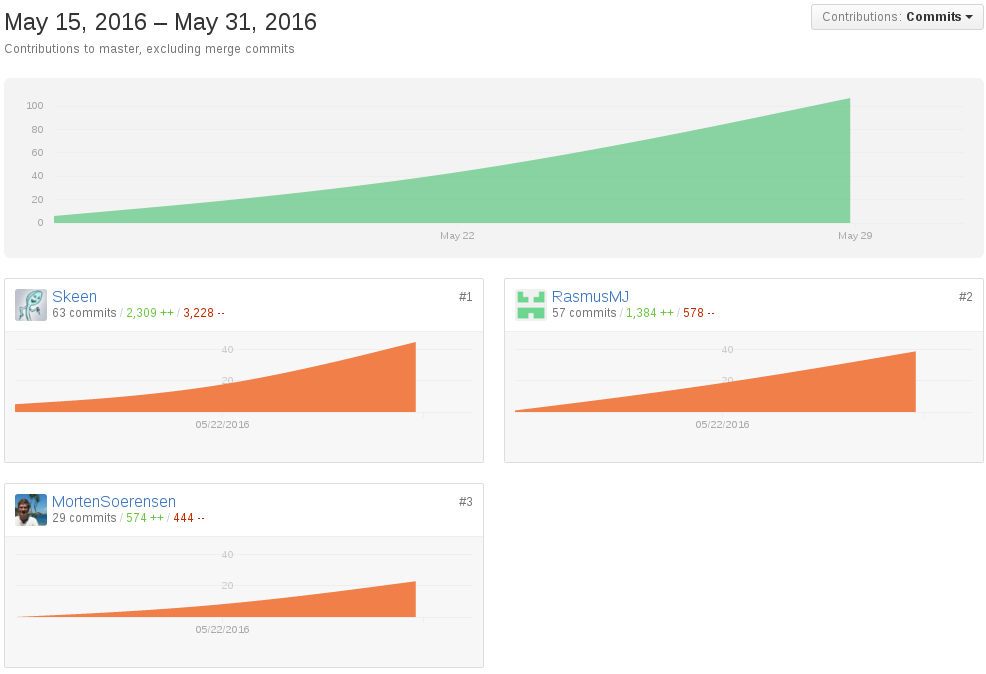 May 15, 2016 – May 31, 2016
Contributions: Commits
Contributions to master, excluding merge commits
100
80
60
40
20
0
May 22
May 29
Skeen
#1
63 commits / 2,309 ++ / 3,228 --
40
20
05/22/2016
RasmusMJ
#2
57 commits / 1,384 ++ / 578 --
40
20
05/22/2016
MortenSoerensen
#3
29 commits / 574 ++ / 444 --
40
20
05/22/2016